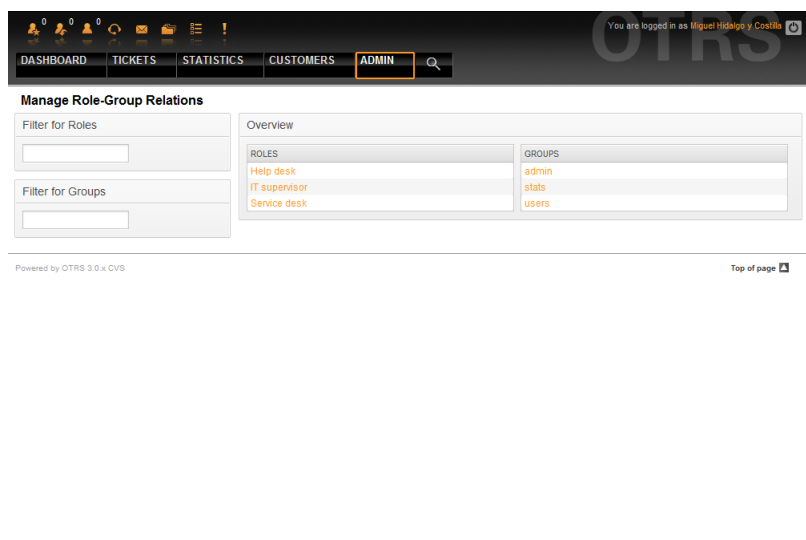 0 0 0
OTRS
You are logged in as Miguel Hidalgo y Costilla
DASHBOARD TICKETS STATISTICS CUSTOMERS ADMIN
Manage Role-Group Relations
Filter for Roles
Filter for Groups
Overview
ROLES GROUPS
Help desk admin
IT supervisor stats
Service desk users
Powered by OTRS 3.0.x CVS
Top of page